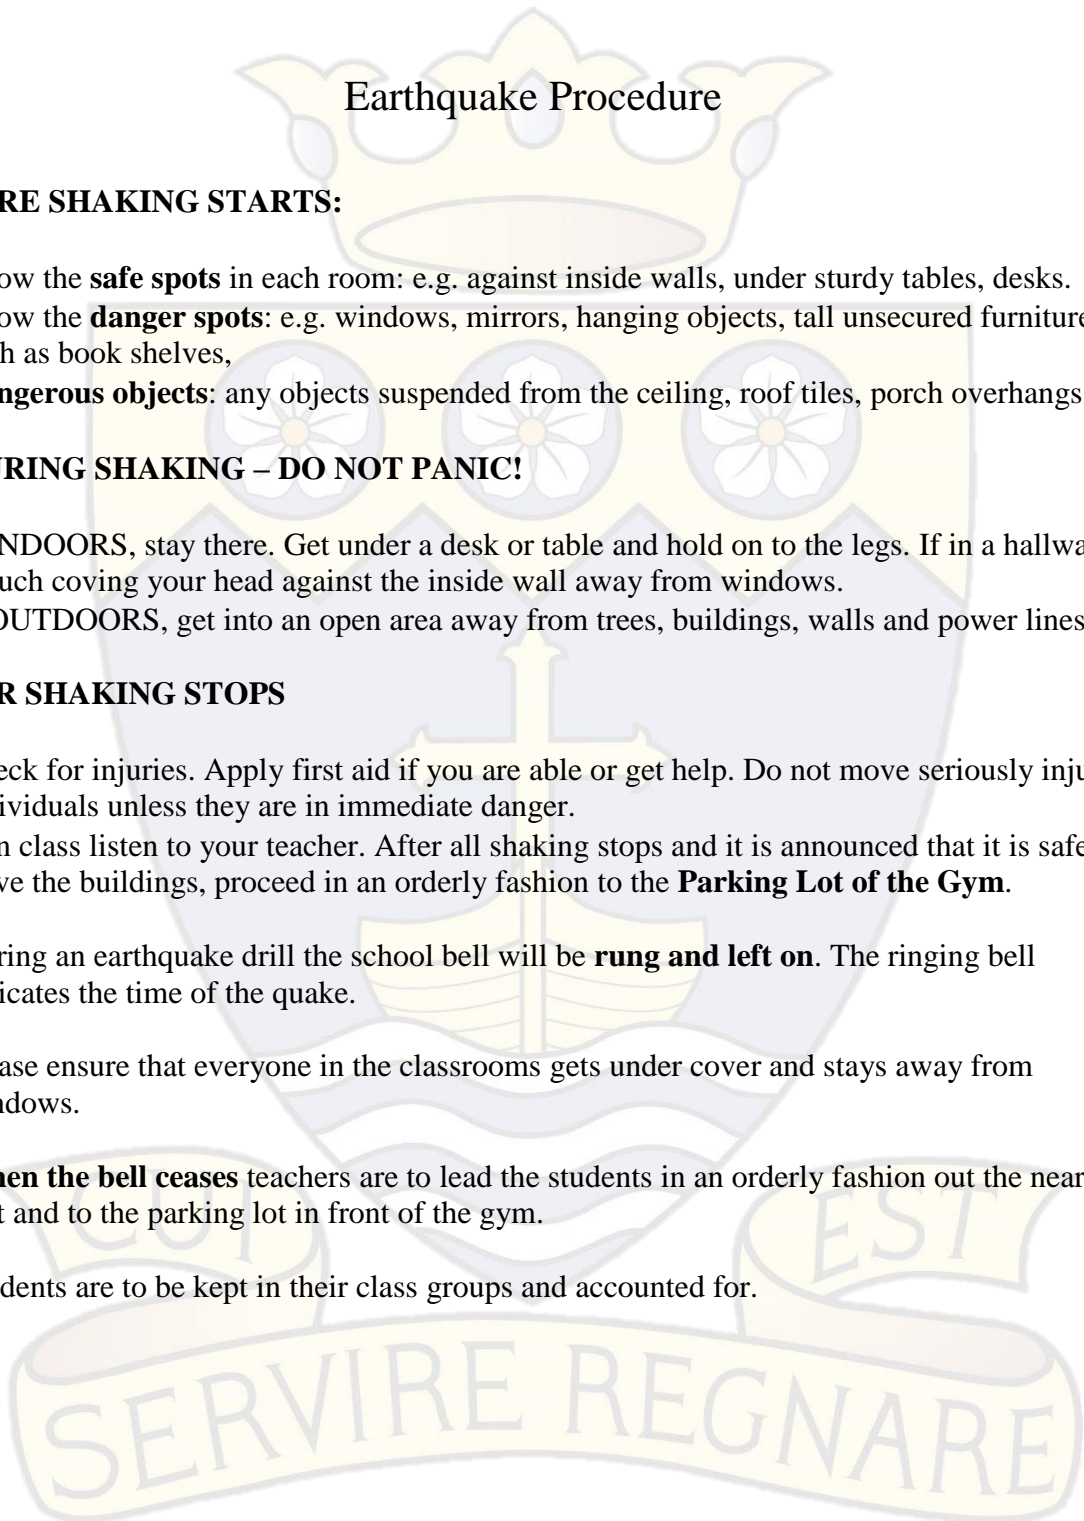 Earthquake Procedure
RE SHAKING STARTS:
ow the safe spots in each room: e.g. against inside walls, under sturdy tables, desks.
ow the danger spots: e.g. windows, mirrors, hanging objects, tall unsecured furniture
h as book shelves,
ngerous objects: any objects suspended from the ceiling, roof tiles, porch overhangs
URING SHAKING – DO NOT PANIC!
NDOORS, stay there. Get under a desk or table and hold on to the legs. If in a hallwa
uch coving your head against the inside wall away from windows.
OUTDOORS, get into an open area away from trees, buildings, walls and power lines
R SHAKING STOPS
eck for injuries. Apply first aid if you are able or get help. Do not move seriously inju
ividuals unless they are in immediate danger.
n class listen to your teacher. After all shaking stops and it is announced that it is safe
ve the buildings, proceed in an orderly fashion to the Parking Lot of the Gym.
ring an earthquake drill the school bell will be rung and left on. The ringing bell
icates the time of the quake.
ase ensure that everyone in the classrooms gets under cover and stays away from
ndows.
hen the bell ceases teachers are to lead the students in an orderly fashion out the near
t and to the parking lot in front of the gym.
dents are to be kept in their class groups and accounted for.
CUI EST
SERVIRE REGNARE